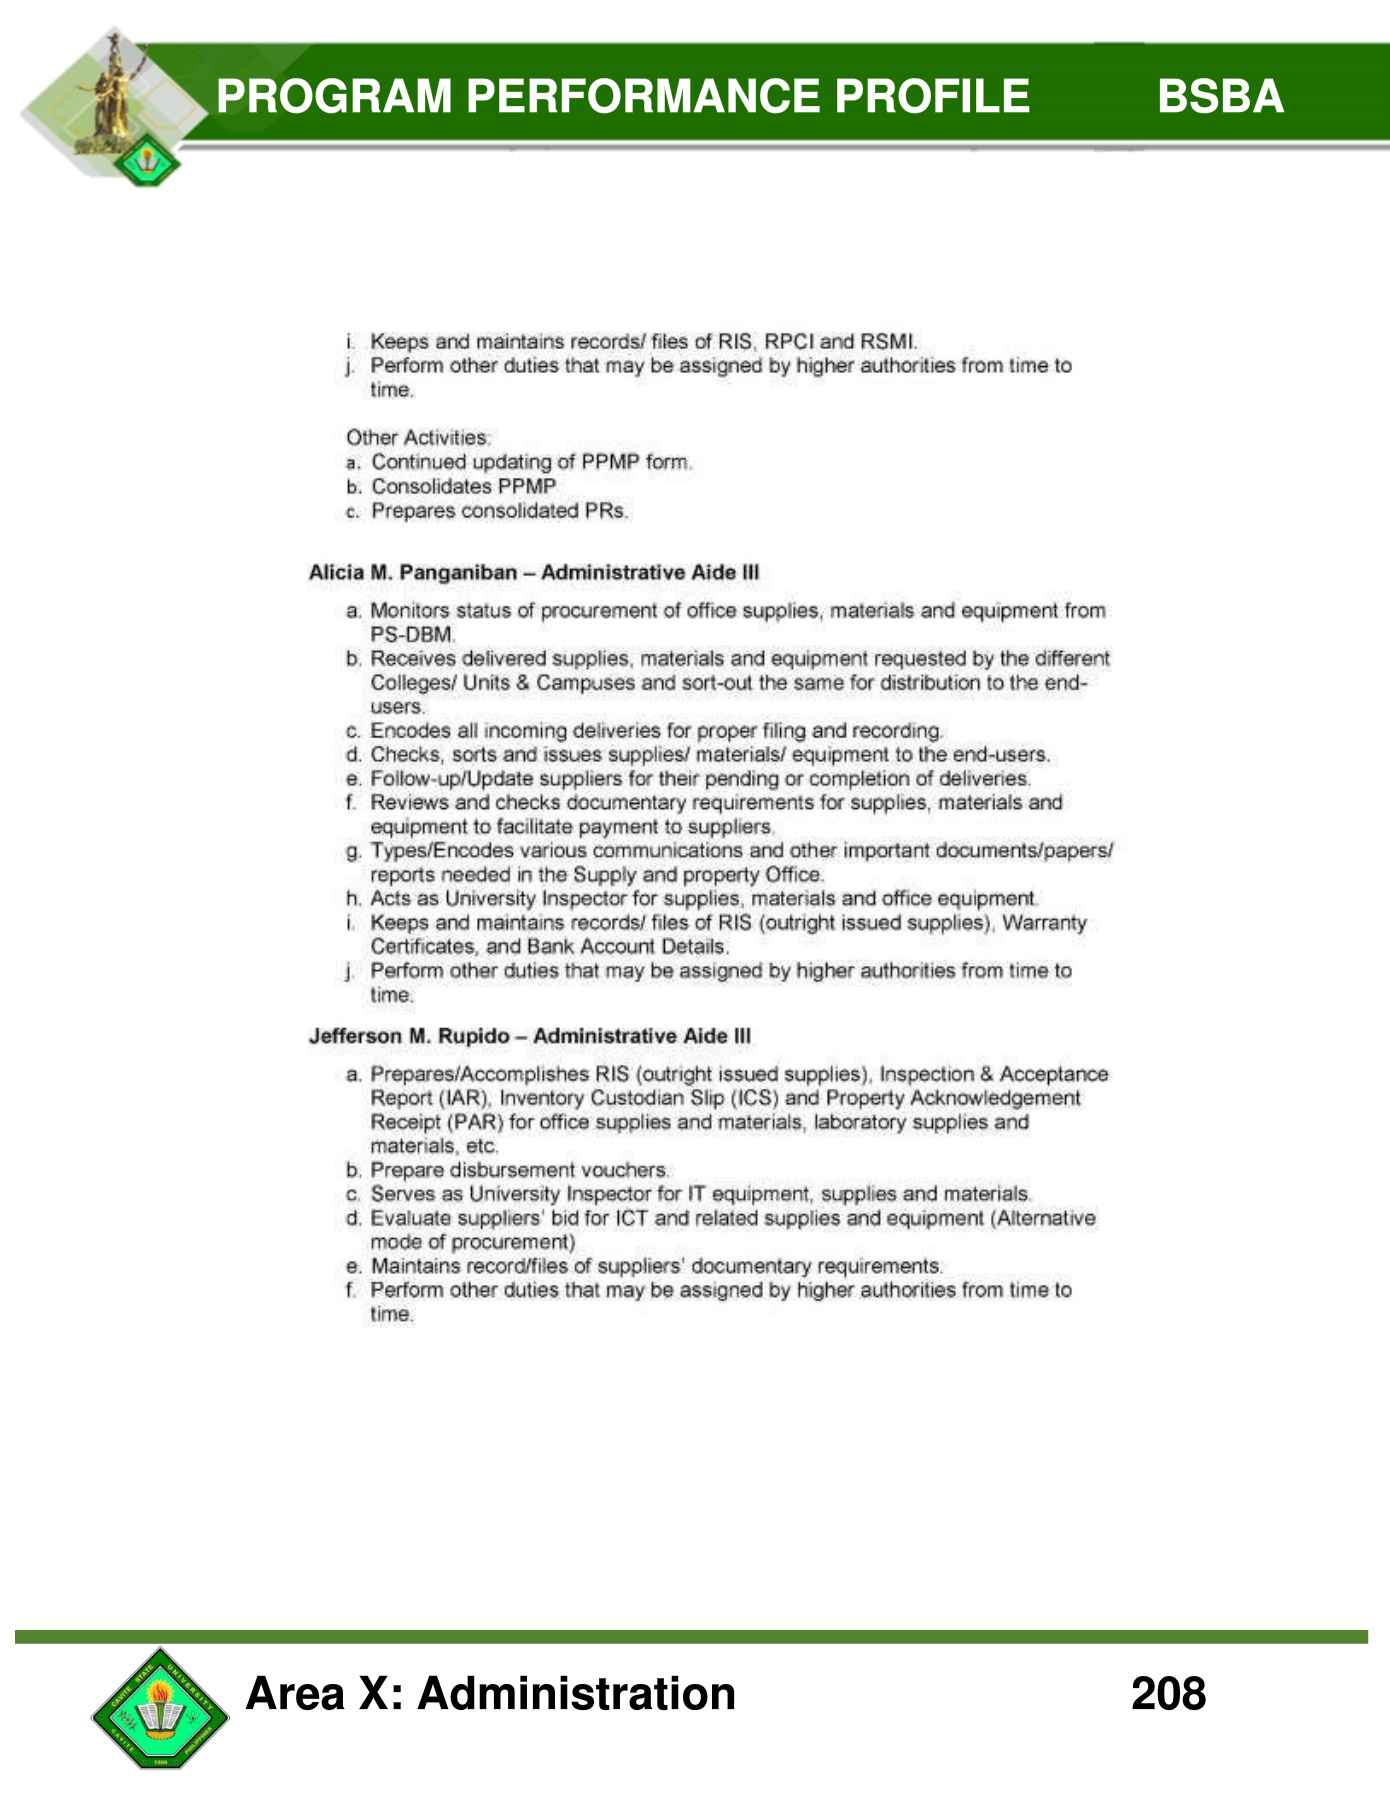 PROGRAM PERFORMANCE PROFILE BSBA
i. Keeps and maintains records/ files of RIS, RPCI and RSMI.
j. Perform other duties that may be assigned by higher authorities from time to
time.
Other Activities:
a. Continued updating of PPMP form.
b. Consolidates PPMP
c. Prepares consolidated PRs.
Alicia M. Panganiban – Administrative Aide III
a. Monitors status of procurement of office supplies, materials and equipment from
PS-DBM.
b. Receives delivered supplies, materials and equipment requested by the different
Colleges/ Units & Campuses and sort-out the same for distribution to the end-
users.
c. Encodes all incoming deliveries for proper filing and recording.
d. Checks, sorts and issues supplies/ materials/ equipment to the end-users.
e. Follow-up/Update suppliers for their pending or completion of deliveries.
f. Reviews and checks documentary requirements for supplies, materials and
equipment to facilitate payment to suppliers.
g. Types/Encodes various communications and other important documents/papers/
reports needed in the Supply and property Office.
h. Acts as University Inspector for supplies, materials and office equipment.
i. Keeps and maintains records/ files of RIS (outright issued supplies), Warranty
Certificates, and Bank Account Details.
j. Perform other duties that may be assigned by higher authorities from time to
time.
Jefferson M. Rupido – Administrative Aide III
a. Prepares/Accomplishes RIS (outright issued supplies), Inspection & Acceptance
Report (IAR), Inventory Custodian Slip (ICS) and Property Acknowledgement
Receipt (PAR) for office supplies and materials, laboratory supplies and
materials, etc.
b. Prepare disbursement vouchers.
c. Serves as University Inspector for IT equipment, supplies and materials.
d. Evaluate suppliers' bid for ICT and related supplies and equipment (Alternative
mode of procurement)
e. Maintains record/files of suppliers' documentary requirements.
f. Perform other duties that may be assigned by higher authorities from time to
time.
CAVITE STATE UNIVERSITY
CAVITE 1906 PHILIPPINES
Area X: Administration 208